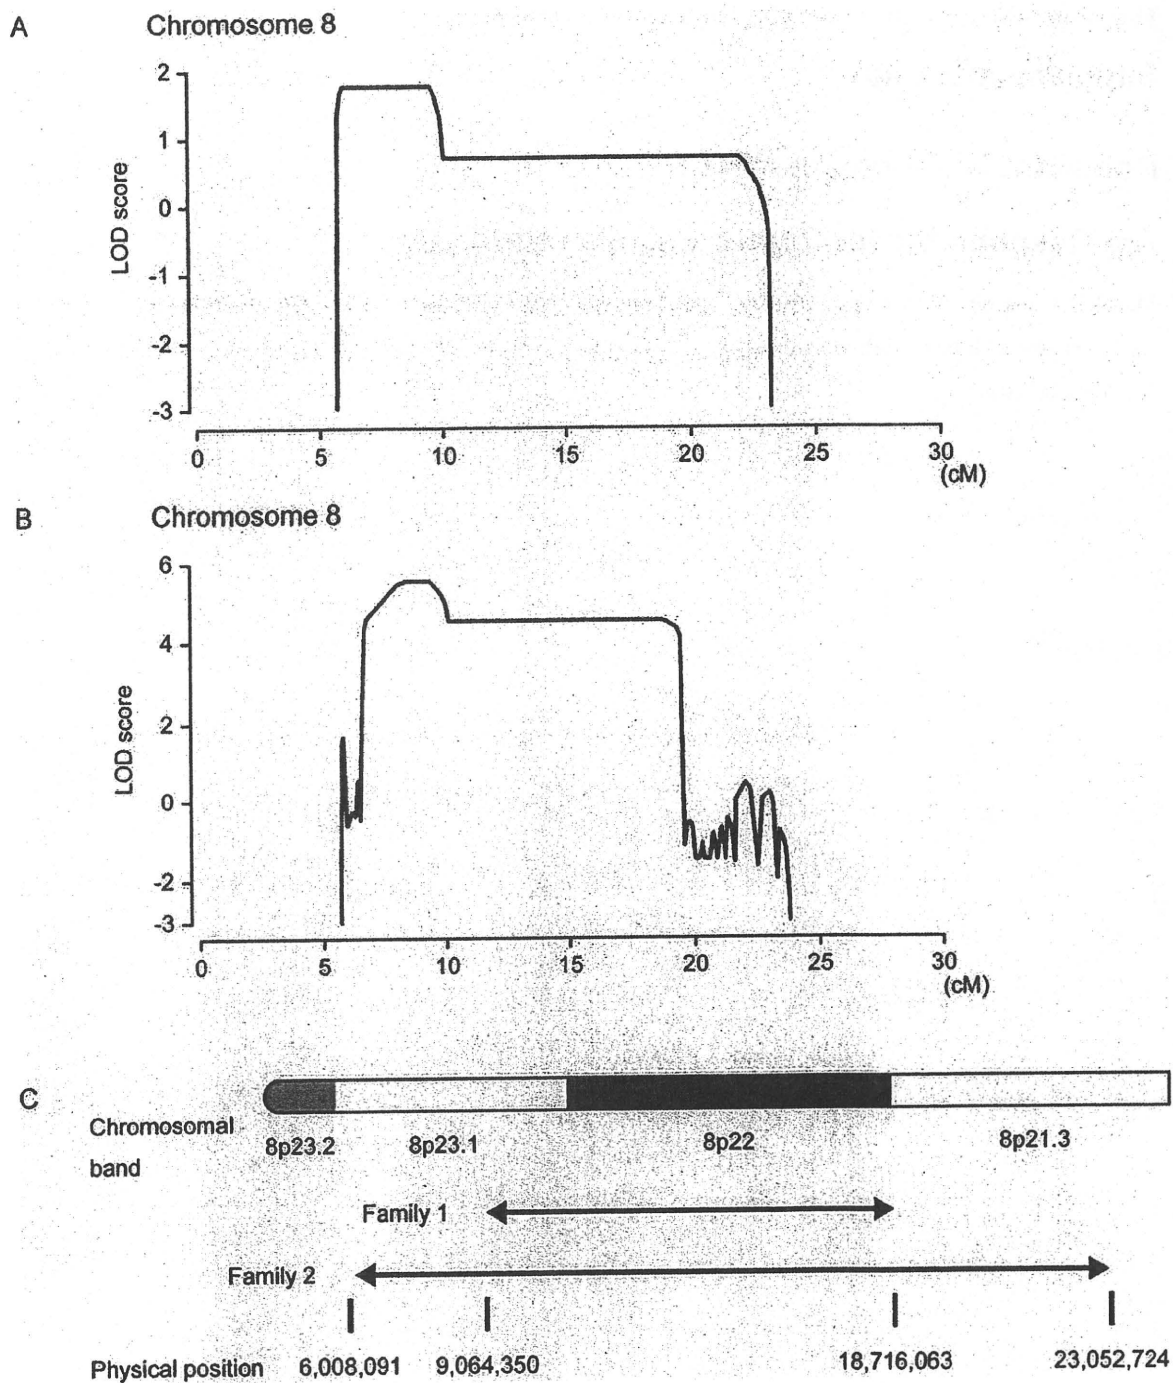 A
Chromosome 8
2
1
0
-1
-2
-3
LOD score
0 5 10 15 20 25 30
(cM)
B
Chromosome 8
6
4
2
0
-2
-3
LOD score
0 5 10 15 20 25 30
(cM)
C
Chromosomal band
8p23.2 8p23.1 8p22 8p21.3
Family 1
Family 2
Physical position 6,008,091 9,064,350 18,716,063 23,052,724